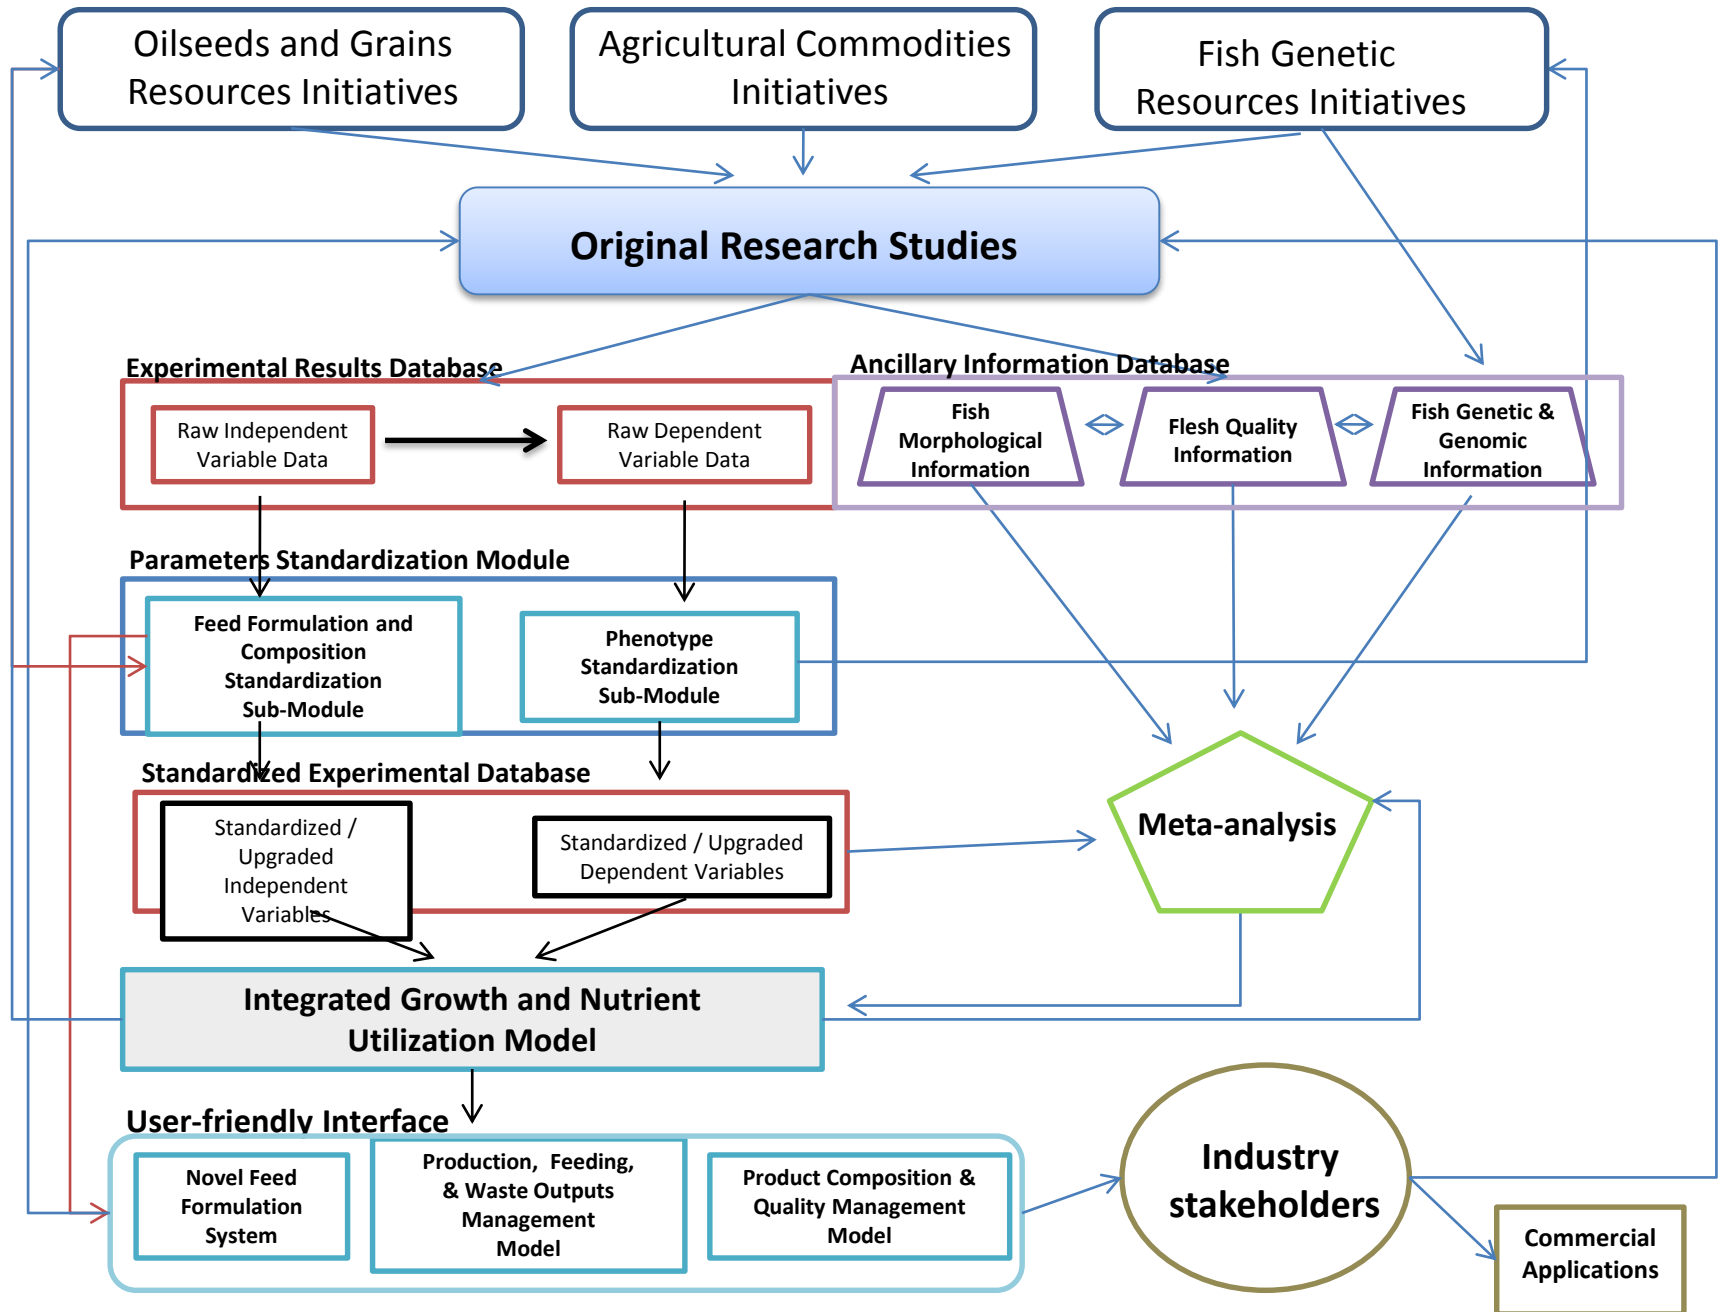 Oilseeds and Grains
Resources Initiatives
Agricultural Commodities
Initiatives
Fish Genetic
Resources Initiatives
Original Research Studies
Experimental Results Database
Raw Independent
Variable Data
Raw Dependent
Variable Data
Ancillary Information Database
Fish
Morphological
Information
Flesh Quality
Information
Fish Genetic &
Genomic
Information
Parameters Standardization Module
Feed Formulation and
Composition
Standardization
Sub-Module
Phenotype
Standardization
Sub-Module
Standardized Experimental Database
Standardized /
Upgraded
Independent
Variables
Standardized / Upgraded
Dependent Variables
Meta-analysis
Integrated Growth and Nutrient
Utilization Model
User-friendly Interface
Novel Feed
Formulation
System
Production, Feeding,
& Waste Outputs
Management
Model
Product Composition &
Quality Management
Model
Industry
stakeholders
Commercial
Applications